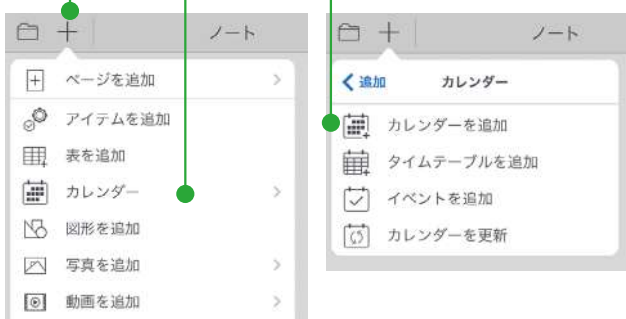 ノート
ページを追加
アイテムを追加
表を追加
カレンダー
図形を追加
写真を追加
動画を追加
ノート
追加 カレンダー
カレンダーを追加
タイムテーブルを追加
イベントを追加
カレンダーを更新